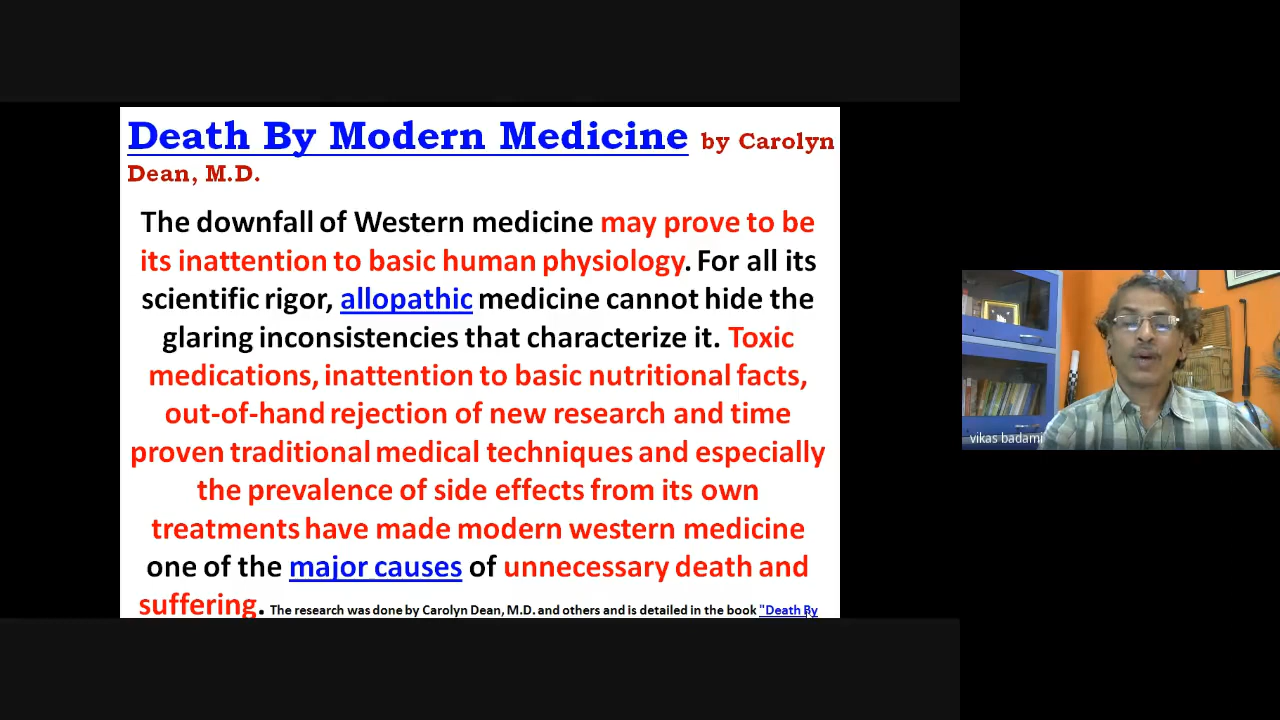 Death By Modern Medicine by Carolyn
Dean, M.D.
The downfall of Western medicine may prove to be
its inattention to basic human physiology. For all its
scientific rigor, allopathic medicine cannot hide the
glaring inconsistencies that characterize it. Toxic
medications, inattention to basic nutritional facts,
out-of-hand rejection of new research and time
proven traditional medical techniques and especially
the prevalence of side effects from its own
treatments have made modern western medicine
one of the major causes of unnecessary death and
suffering. The research was done by Carolyn Dean, M.D. and others and is detailed in the book "Death By
vikas badami